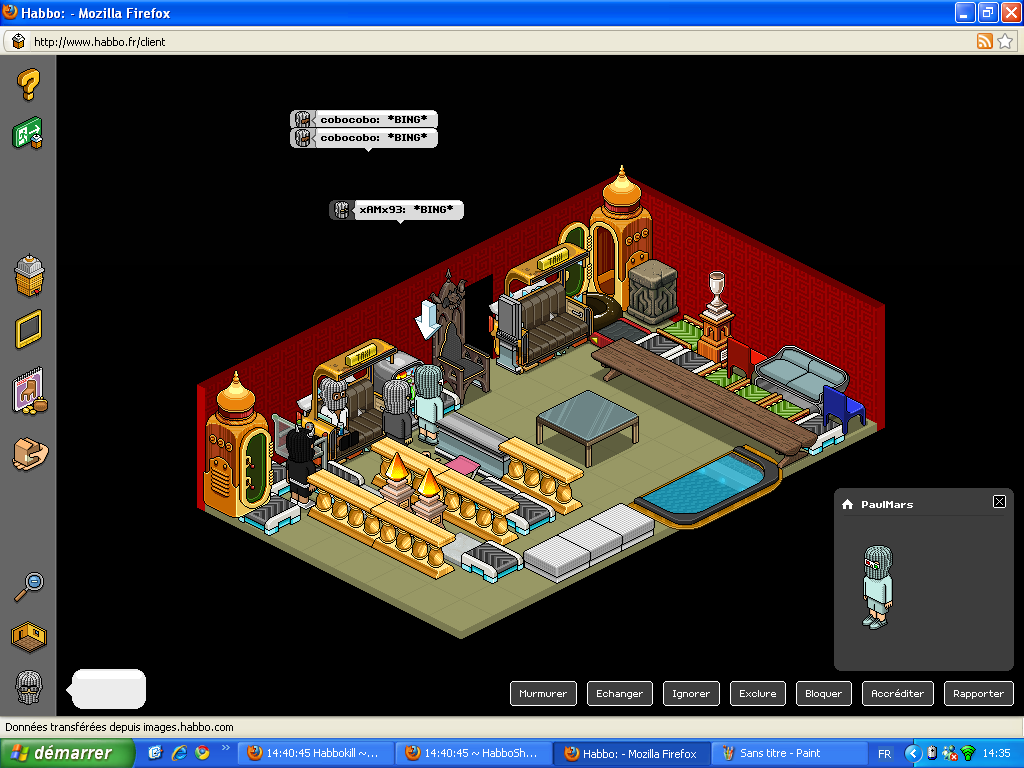 Habbo: - Mozilla Firefox
http://www.habbo.fr/client
cobocobo: *BING*
cobocobo: *BING*
xAMx93: *BING*
TAXI
TAXI
PaulMars
Murmurer Echanger Ignorer Exclure Bloquer Accréditer Rapporter
Données transférées depuis images.habbo.com
démarrer 14:40:45 Habbokill ~... 14:40:45 ~ HabboSh... Habbo: - Mozilla Firefox Sans titre - Paint FR 14:35